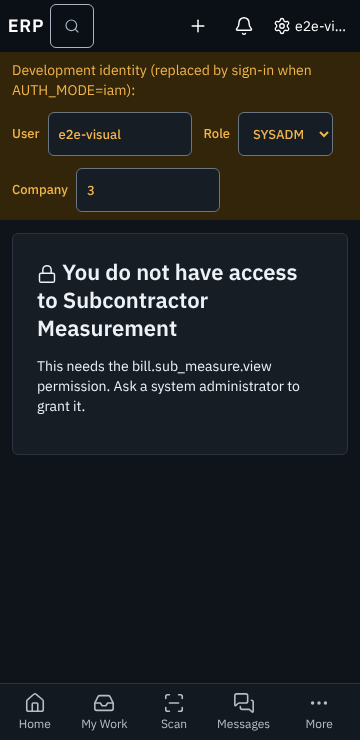 ERP
e2e-vi...
Development identity (replaced by sign-in when
AUTH_MODE=iam):
User e2e-visual Role SYSADM
Company 3
You do not have access
to Subcontractor
Measurement
This needs the bill.sub_measure.view
permission. Ask a system administrator to
grant it.
Home My Work Scan Messages More